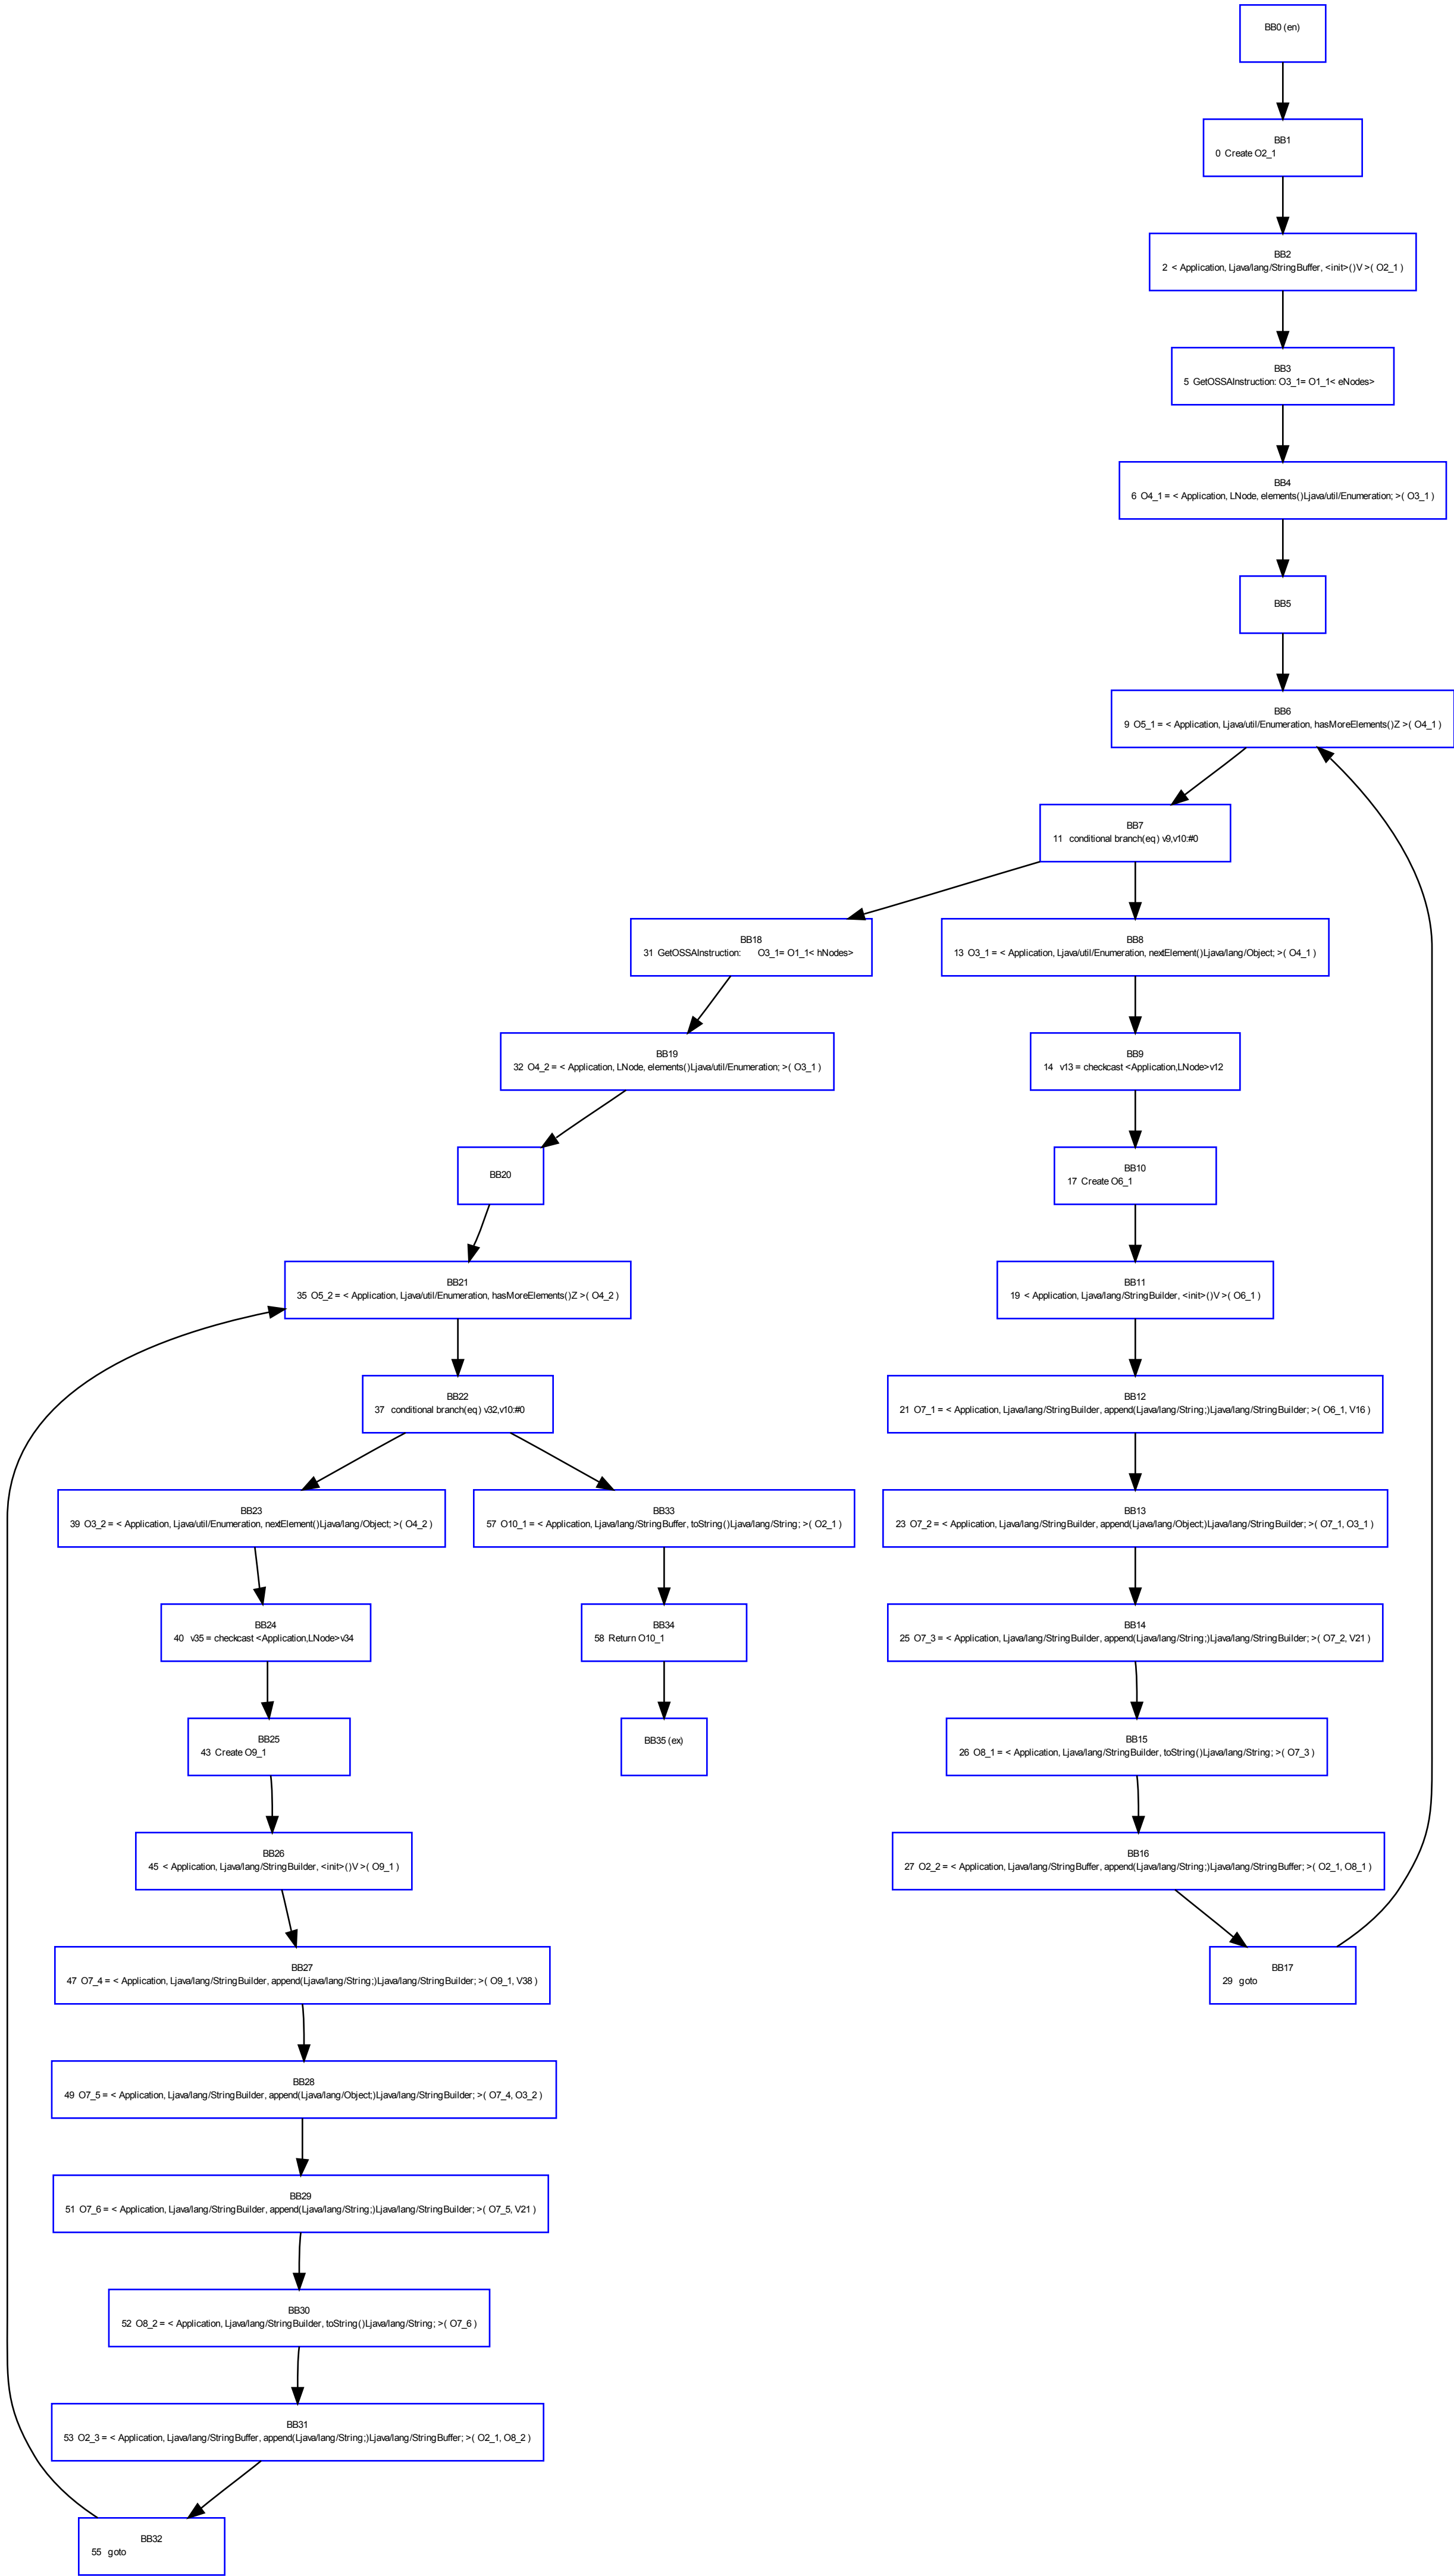 BB0 (en)
BB1
0 Create O2_1
BB2
2 < Application, Ljava/lang/StringBuffer, <init>()V >( O2_1 )
BB3
5 GetOSSAInstruction: O3_1= O1_1< eNodes>
BB4
6 O4_1 = < Application, LNode, elements()Ljava/util/Enumeration; >( O3_1 )
BB5
BB6
9 O5_1 = < Application, Ljava/util/Enumeration, hasMoreElements()Z >( O4_1 )
BB7
11 conditional branch(eq) v9,v10:#0
BB18
31 GetOSSAInstruction: O3_1= O1_1< hNodes>
BB8
13 O3_1 = < Application, Ljava/util/Enumeration, nextElement()Ljava/lang/Object; >( O4_1 )
BB19
32 O4_2 = < Application, LNode, elements()Ljava/util/Enumeration; >( O3_1 )
BB9
14 v13 = checkcast <Application,LNode>v12
BB20
BB10
17 Create O6_1
BB21
35 O5_2 = < Application, Ljava/util/Enumeration, hasMoreElements()Z >( O4_2 )
BB11
19 < Application, Ljava/lang/StringBuilder, <init>()V >( O6_1 )
BB22
37 conditional branch(eq) v32,v10:#0
BB12
21 O7_1 = < Application, Ljava/lang/StringBuilder, append(Ljava/lang/String;)Ljava/lang/StringBuilder; >( O6_1, V16 )
BB23
39 O3_2 = < Application, Ljava/util/Enumeration, nextElement()Ljava/lang/Object; >( O4_2 )
BB33
57 O10_1 = < Application, Ljava/lang/StringBuffer, toString()Ljava/lang/String; >( O2_1 )
BB13
23 O7_2 = < Application, Ljava/lang/StringBuilder, append(Ljava/lang/Object;)Ljava/lang/StringBuilder; >( O7_1, O3_1 )
BB24
40 v35 = checkcast <Application,LNode>v34
BB34
58 Return O10_1
BB14
25 O7_3 = < Application, Ljava/lang/StringBuilder, append(Ljava/lang/String;)Ljava/lang/StringBuilder; >( O7_2, V21 )
BB25
43 Create O9_1
BB35 (ex)
BB15
26 O8_1 = < Application, Ljava/lang/StringBuilder, toString()Ljava/lang/String; >( O7_3 )
BB26
45 < Application, Ljava/lang/StringBuilder, <init>()V >( O9_1 )
BB16
27 O2_2 = < Application, Ljava/lang/StringBuffer, append(Ljava/lang/String;)Ljava/lang/StringBuffer; >( O2_1, O8_1 )
BB27
47 O7_4 = < Application, Ljava/lang/StringBuilder, append(Ljava/lang/String;)Ljava/lang/StringBuilder; >( O9_1, V38 )
BB17
29 goto
BB28
49 O7_5 = < Application, Ljava/lang/StringBuilder, append(Ljava/lang/Object;)Ljava/lang/StringBuilder; >( O7_4, O3_2 )
BB29
51 O7_6 = < Application, Ljava/lang/StringBuilder, append(Ljava/lang/String;)Ljava/lang/StringBuilder; >( O7_5, V21 )
BB30
52 O8_2 = < Application, Ljava/lang/StringBuilder, toString()Ljava/lang/String; >( O7_6 )
BB31
53 O2_3 = < Application, Ljava/lang/StringBuffer, append(Ljava/lang/String;)Ljava/lang/StringBuffer; >( O2_1, O8_2 )
BB32
55 goto